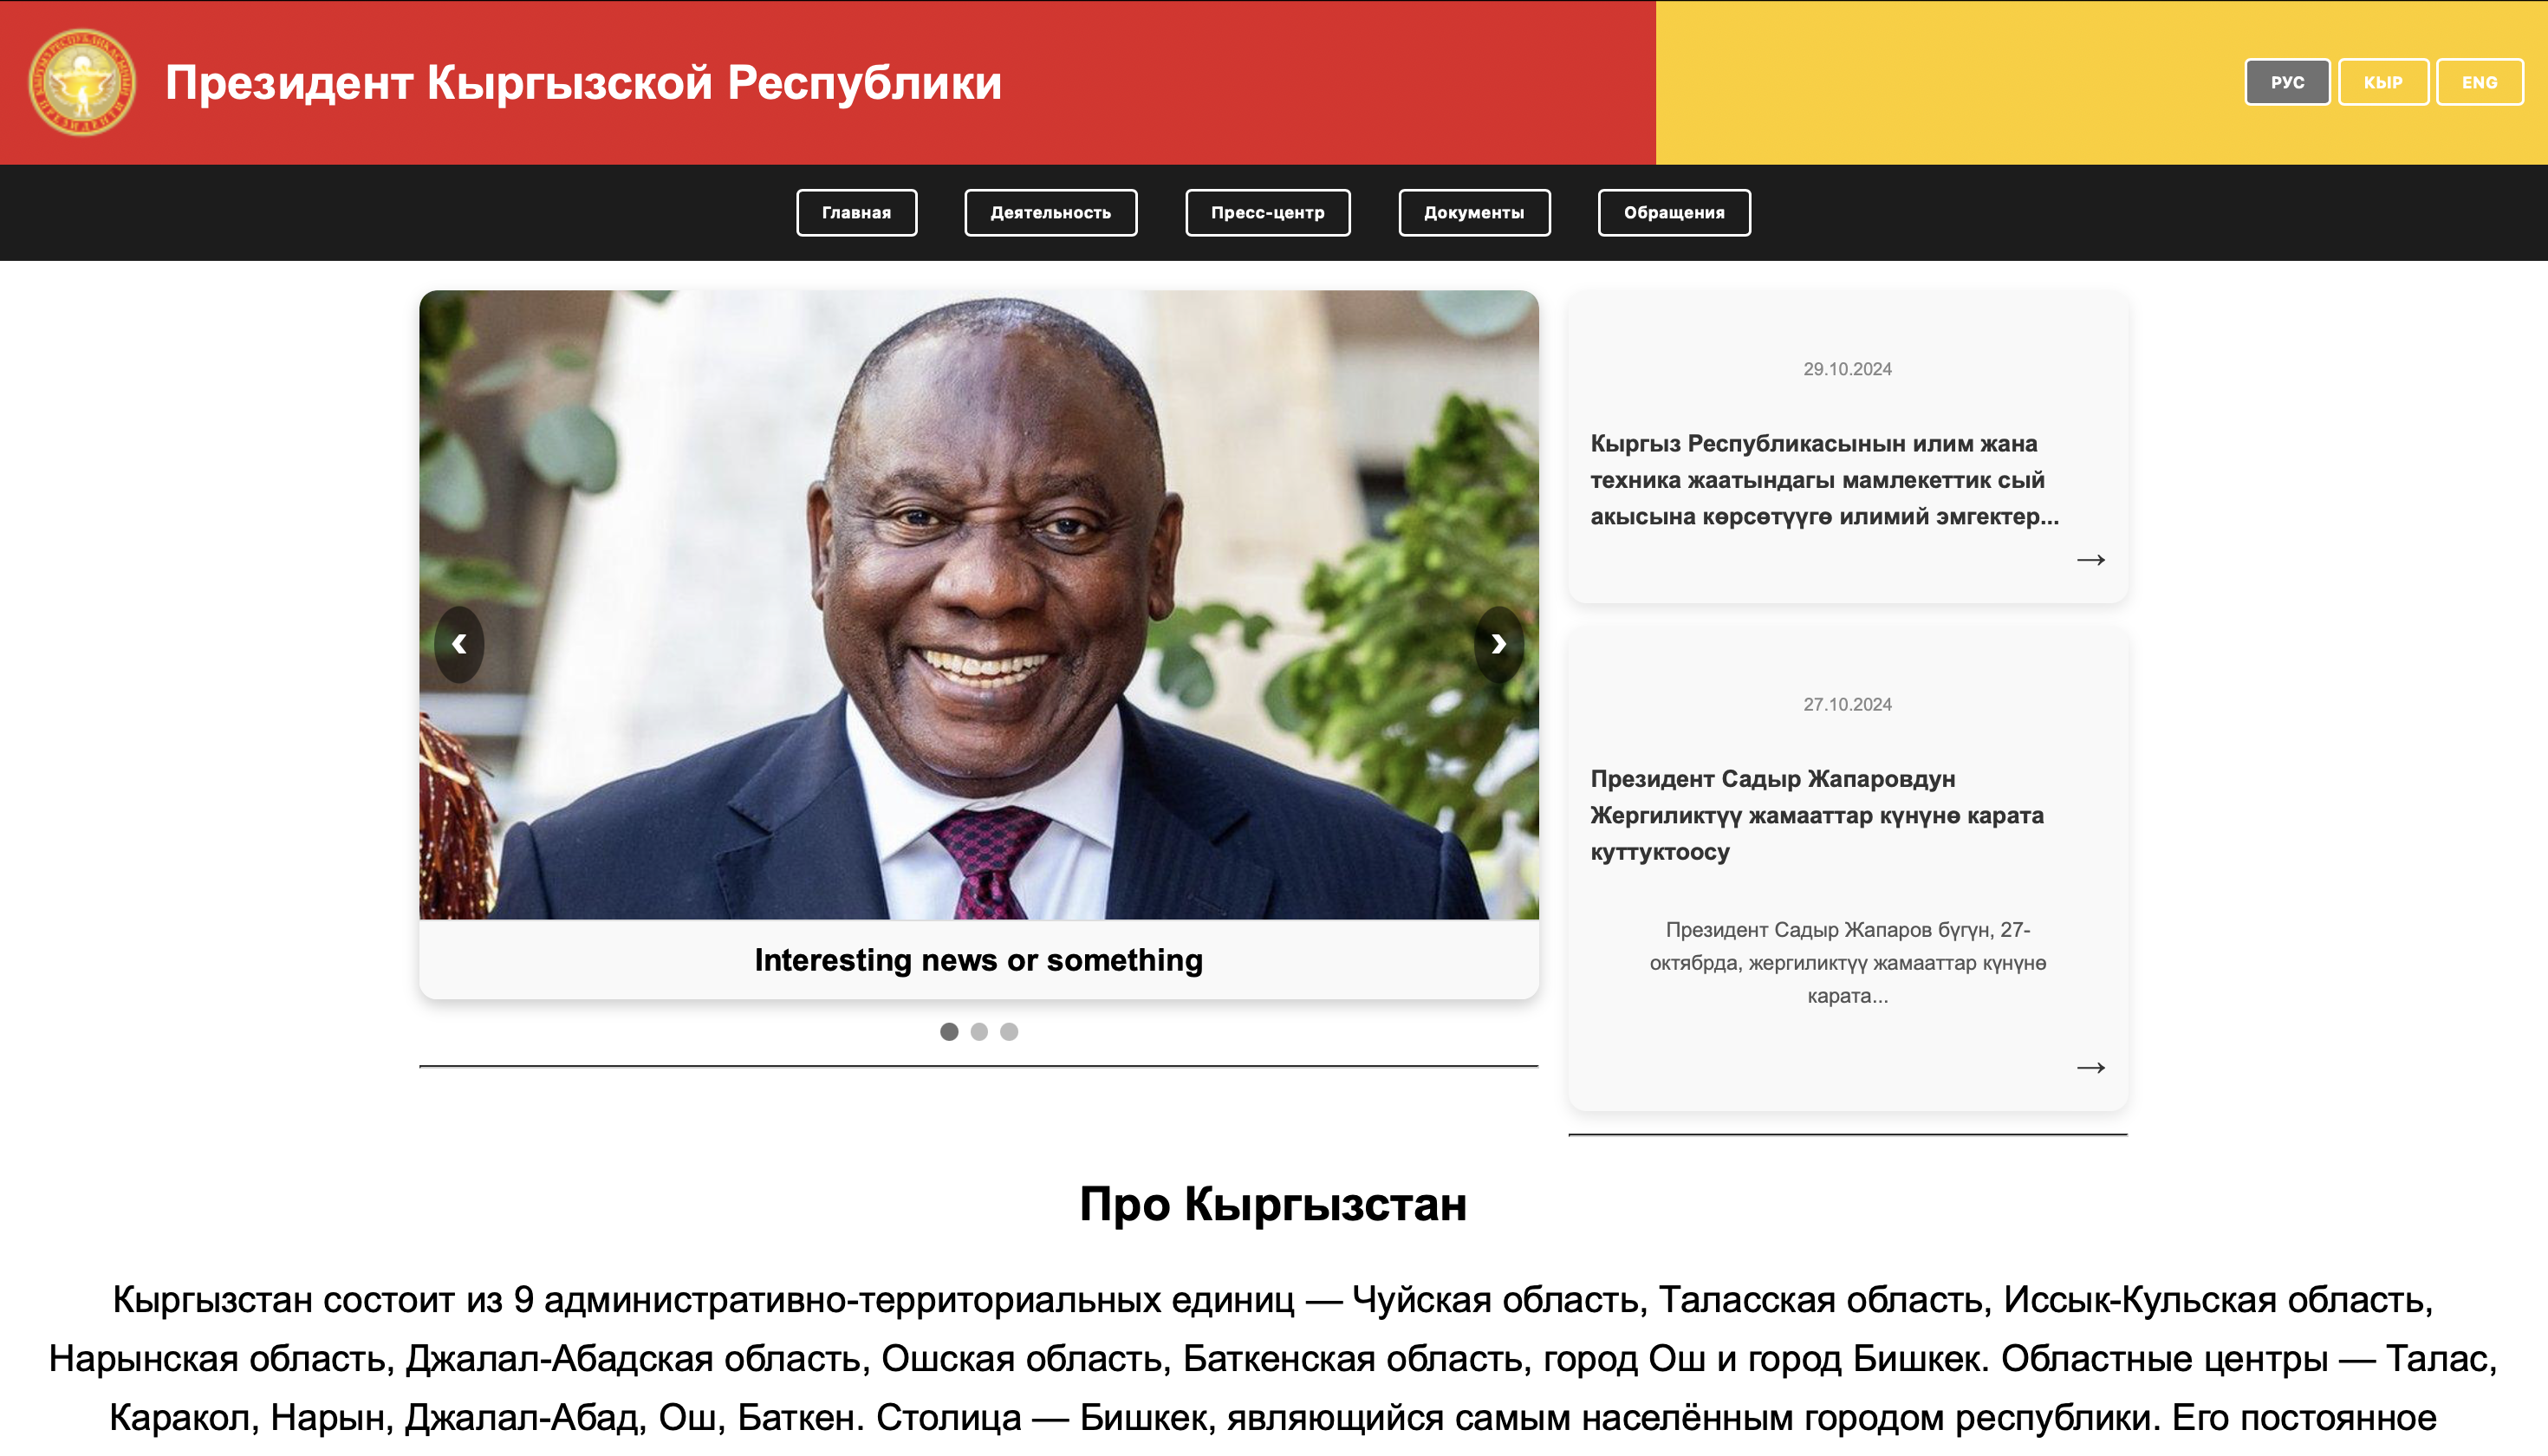 Президент Кыргызской Республики
РУС
КЫР
ENG
Главная
Деятельность
Пресс-центр
Документы
Обращения
Interesting news or something
29.10.2024
Кыргыз Республикасынын илим жана
техника жаатындагы мамлекеттик сый
акысына көрсөтүүгө илимий эмгектер...
→
27.10.2024
Президент Садыр Жапаровдун
Жергиликтүү жамааттар күнүнө карата
куттуктоосу
Президент Садыр Жапаров бүгүн, 27-
октябрда, жергиликтүү жамааттар күнүнө
карата...
→
Про Кыргызстан
Кыргызстан состоит из 9 административно-территориальных единиц — Чуйская область, Таласская область, Иссык-Кульская область,
Нарынская область, Джалал-Абадская область, Ошская область, Баткенская область, город Ош и город Бишкек. Областные центры — Талас,
Каракол, Нарын, Джалал-Абад, Ош, Баткен. Столица — Бишкек, являющийся самым населённым городом республики. Его постоянное